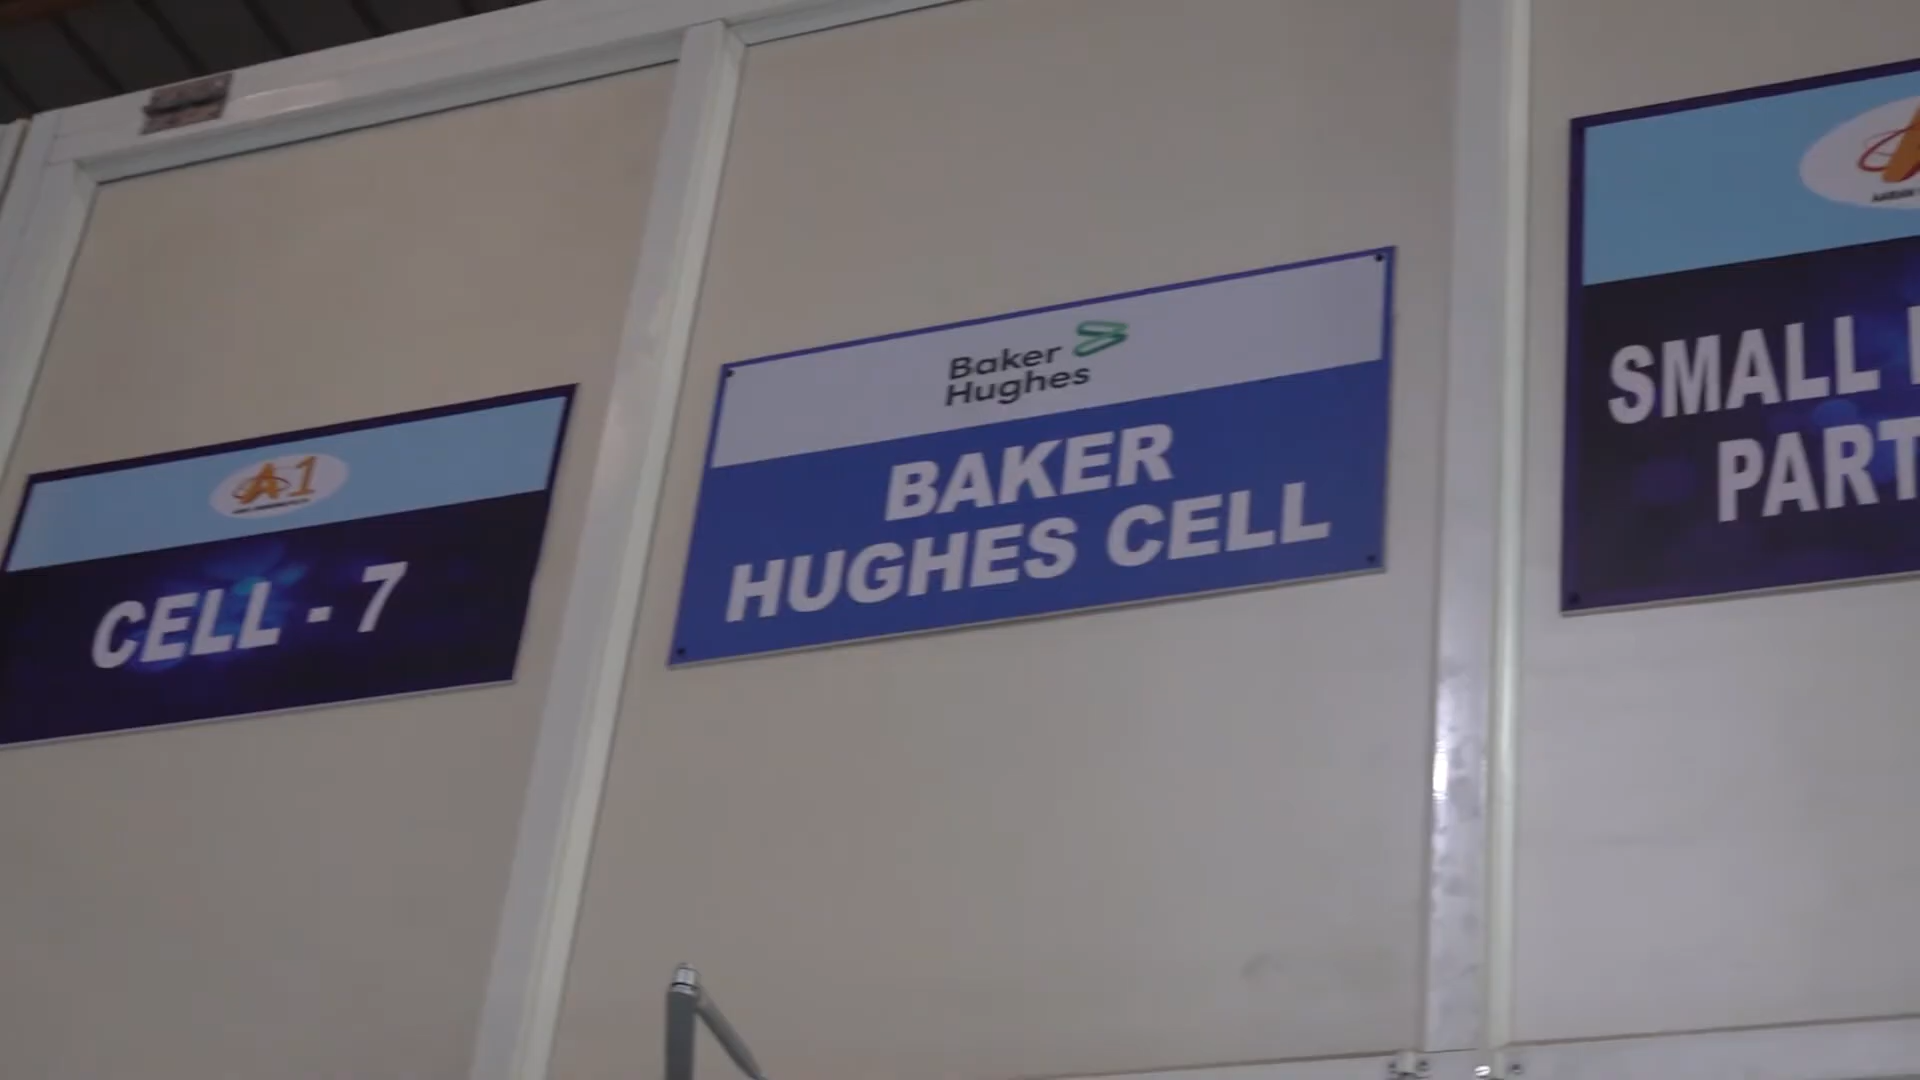 A1
CELL - 7
Baker
Hughes
BAKER
HUGHES CELL
SMALL
PART